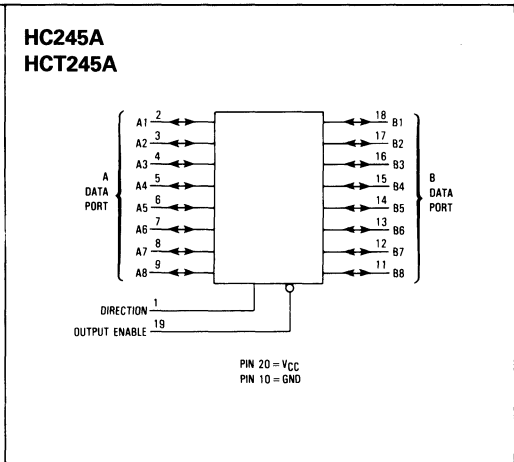 HC245A
HCT245A
A1 2 18 B1
A2 3 17 B2
A3 4 16 B3
A DATA PORT
A4 5 15 B4
B DATA PORT
A5 6 14 B5
A6 7 13 B6
A7 8 12 B7
A8 9 11 B8
DIRECTION 1
OUTPUT ENABLE 19
PIN 20 = VCC
PIN 10 = GND